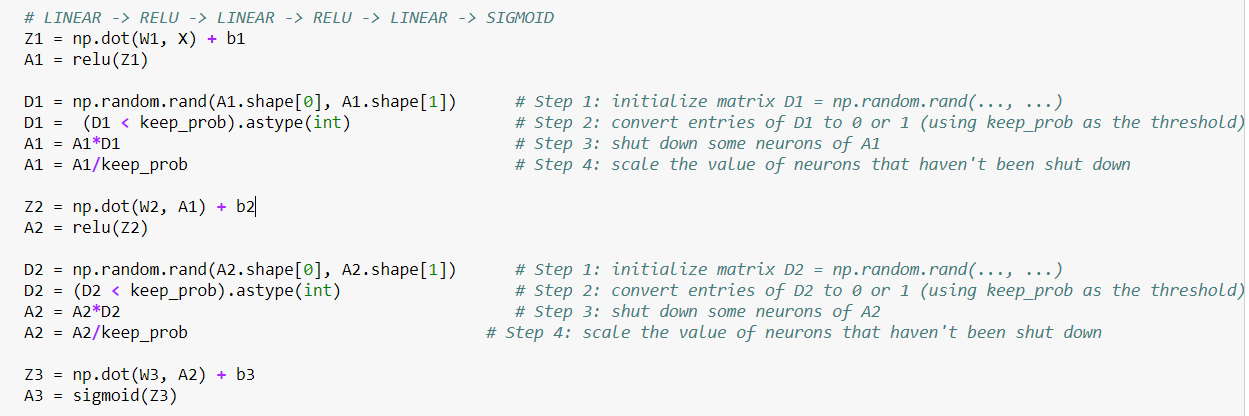 # LINEAR -> RELU -> LINEAR -> RELU -> LINEAR -> SIGMOID
Z1 = np.dot(W1, X) + b1
A1 = relu(Z1)
D1 = np.random.rand(A1.shape[0], A1.shape[1])      # Step 1: initialize matrix D1 = np.random.rand(..., ...)
D1 =  (D1 < keep_prob).astype(int)                 # Step 2: convert entries of D1 to 0 or 1 (using keep_prob as the threshold)
A1 = A1*D1                                         # Step 3: shut down some neurons of A1
A1 = A1/keep_prob                                  # Step 4: scale the value of neurons that haven't been shut down
Z2 = np.dot(W2, A1) + b2
A2 = relu(Z2)
D2 = np.random.rand(A2.shape[0], A2.shape[1])      # Step 1: initialize matrix D2 = np.random.rand(..., ...)
D2 = (D2 < keep_prob).astype(int)                  # Step 2: convert entries of D2 to 0 or 1 (using keep_prob as the threshold)
A2 = A2*D2                                         # Step 3: shut down some neurons of A2
A2 = A2/keep_prob                               # Step 4: scale the value of neurons that haven't been shut down
Z3 = np.dot(W3, A2) + b3
A3 = sigmoid(Z3)